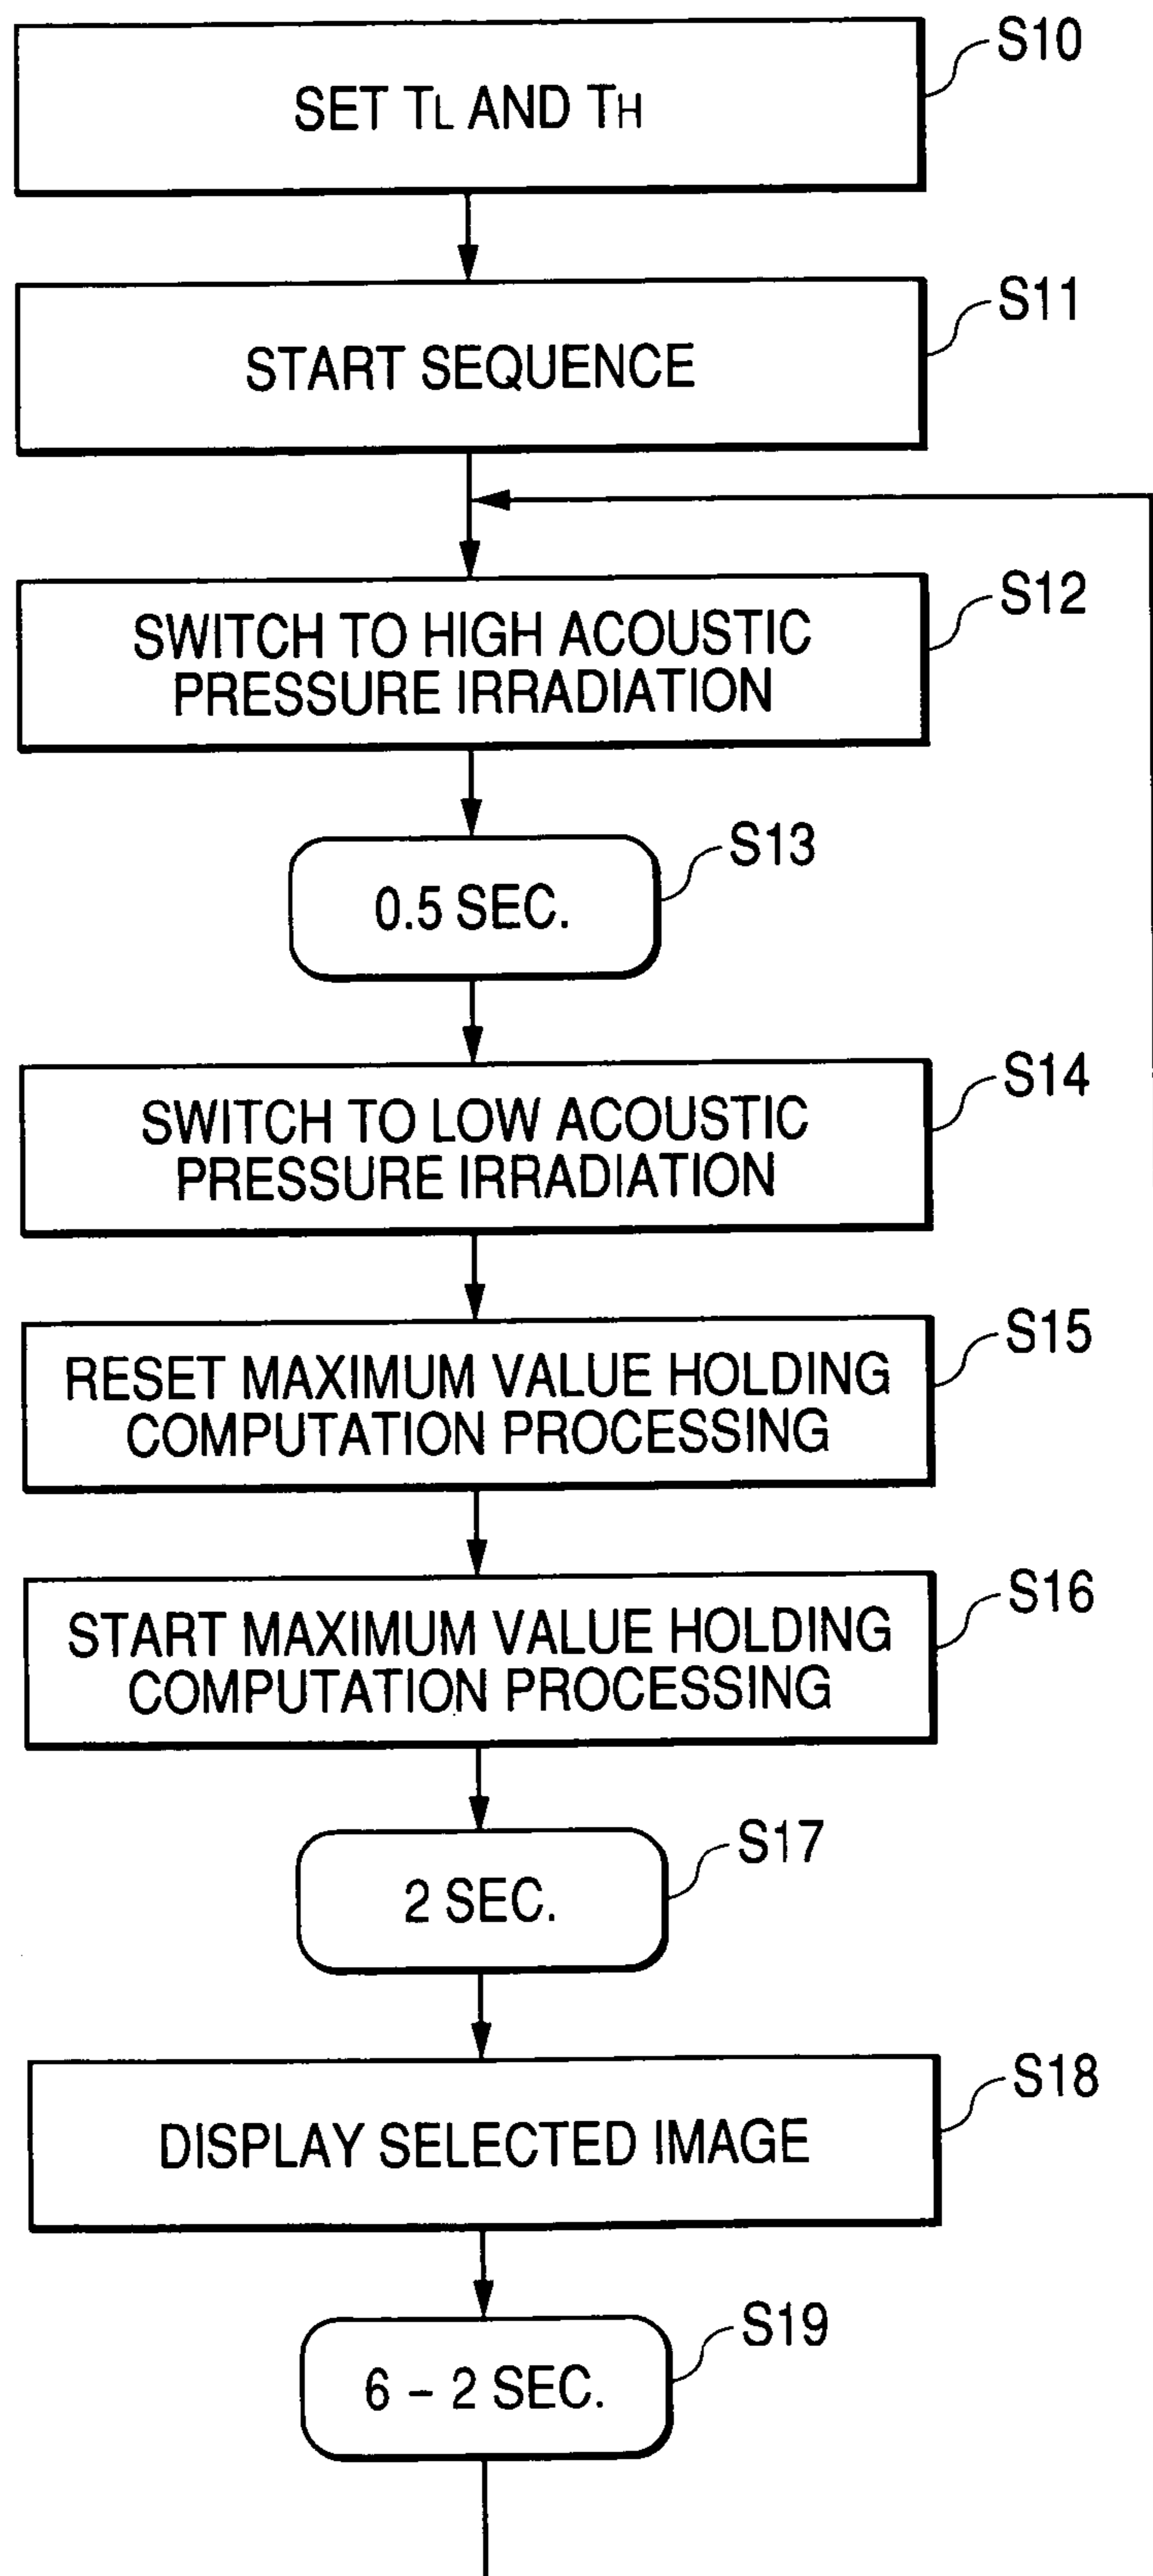 S10
SET TL AND TH
S11
START SEQUENCE
S12
SWITCH TO HIGH ACOUSTIC
PRESSURE IRRADIATION
S13
0.5 SEC.
S14
SWITCH TO LOW ACOUSTIC
PRESSURE IRRADIATION
S15
RESET MAXIMUM VALUE HOLDING
COMPUTATION PROCESSING
S16
START MAXIMUM VALUE HOLDING
COMPUTATION PROCESSING
S17
2 SEC.
S18
DISPLAY SELECTED IMAGE
S19
6 – 2 SEC.